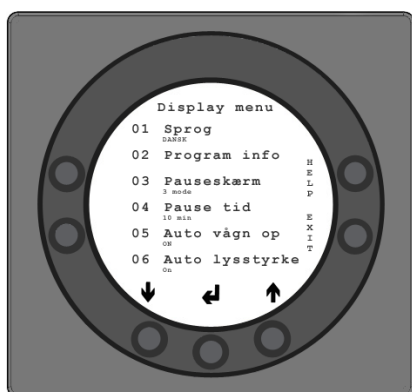 Display menu
01 Sprog
DANSK
02 Program info
03 Pauseskærm
3 mode
04 Pause tid
10 min
05 Auto vågn op
ON
06 Auto lysstyrke
On
HELP
EXIT